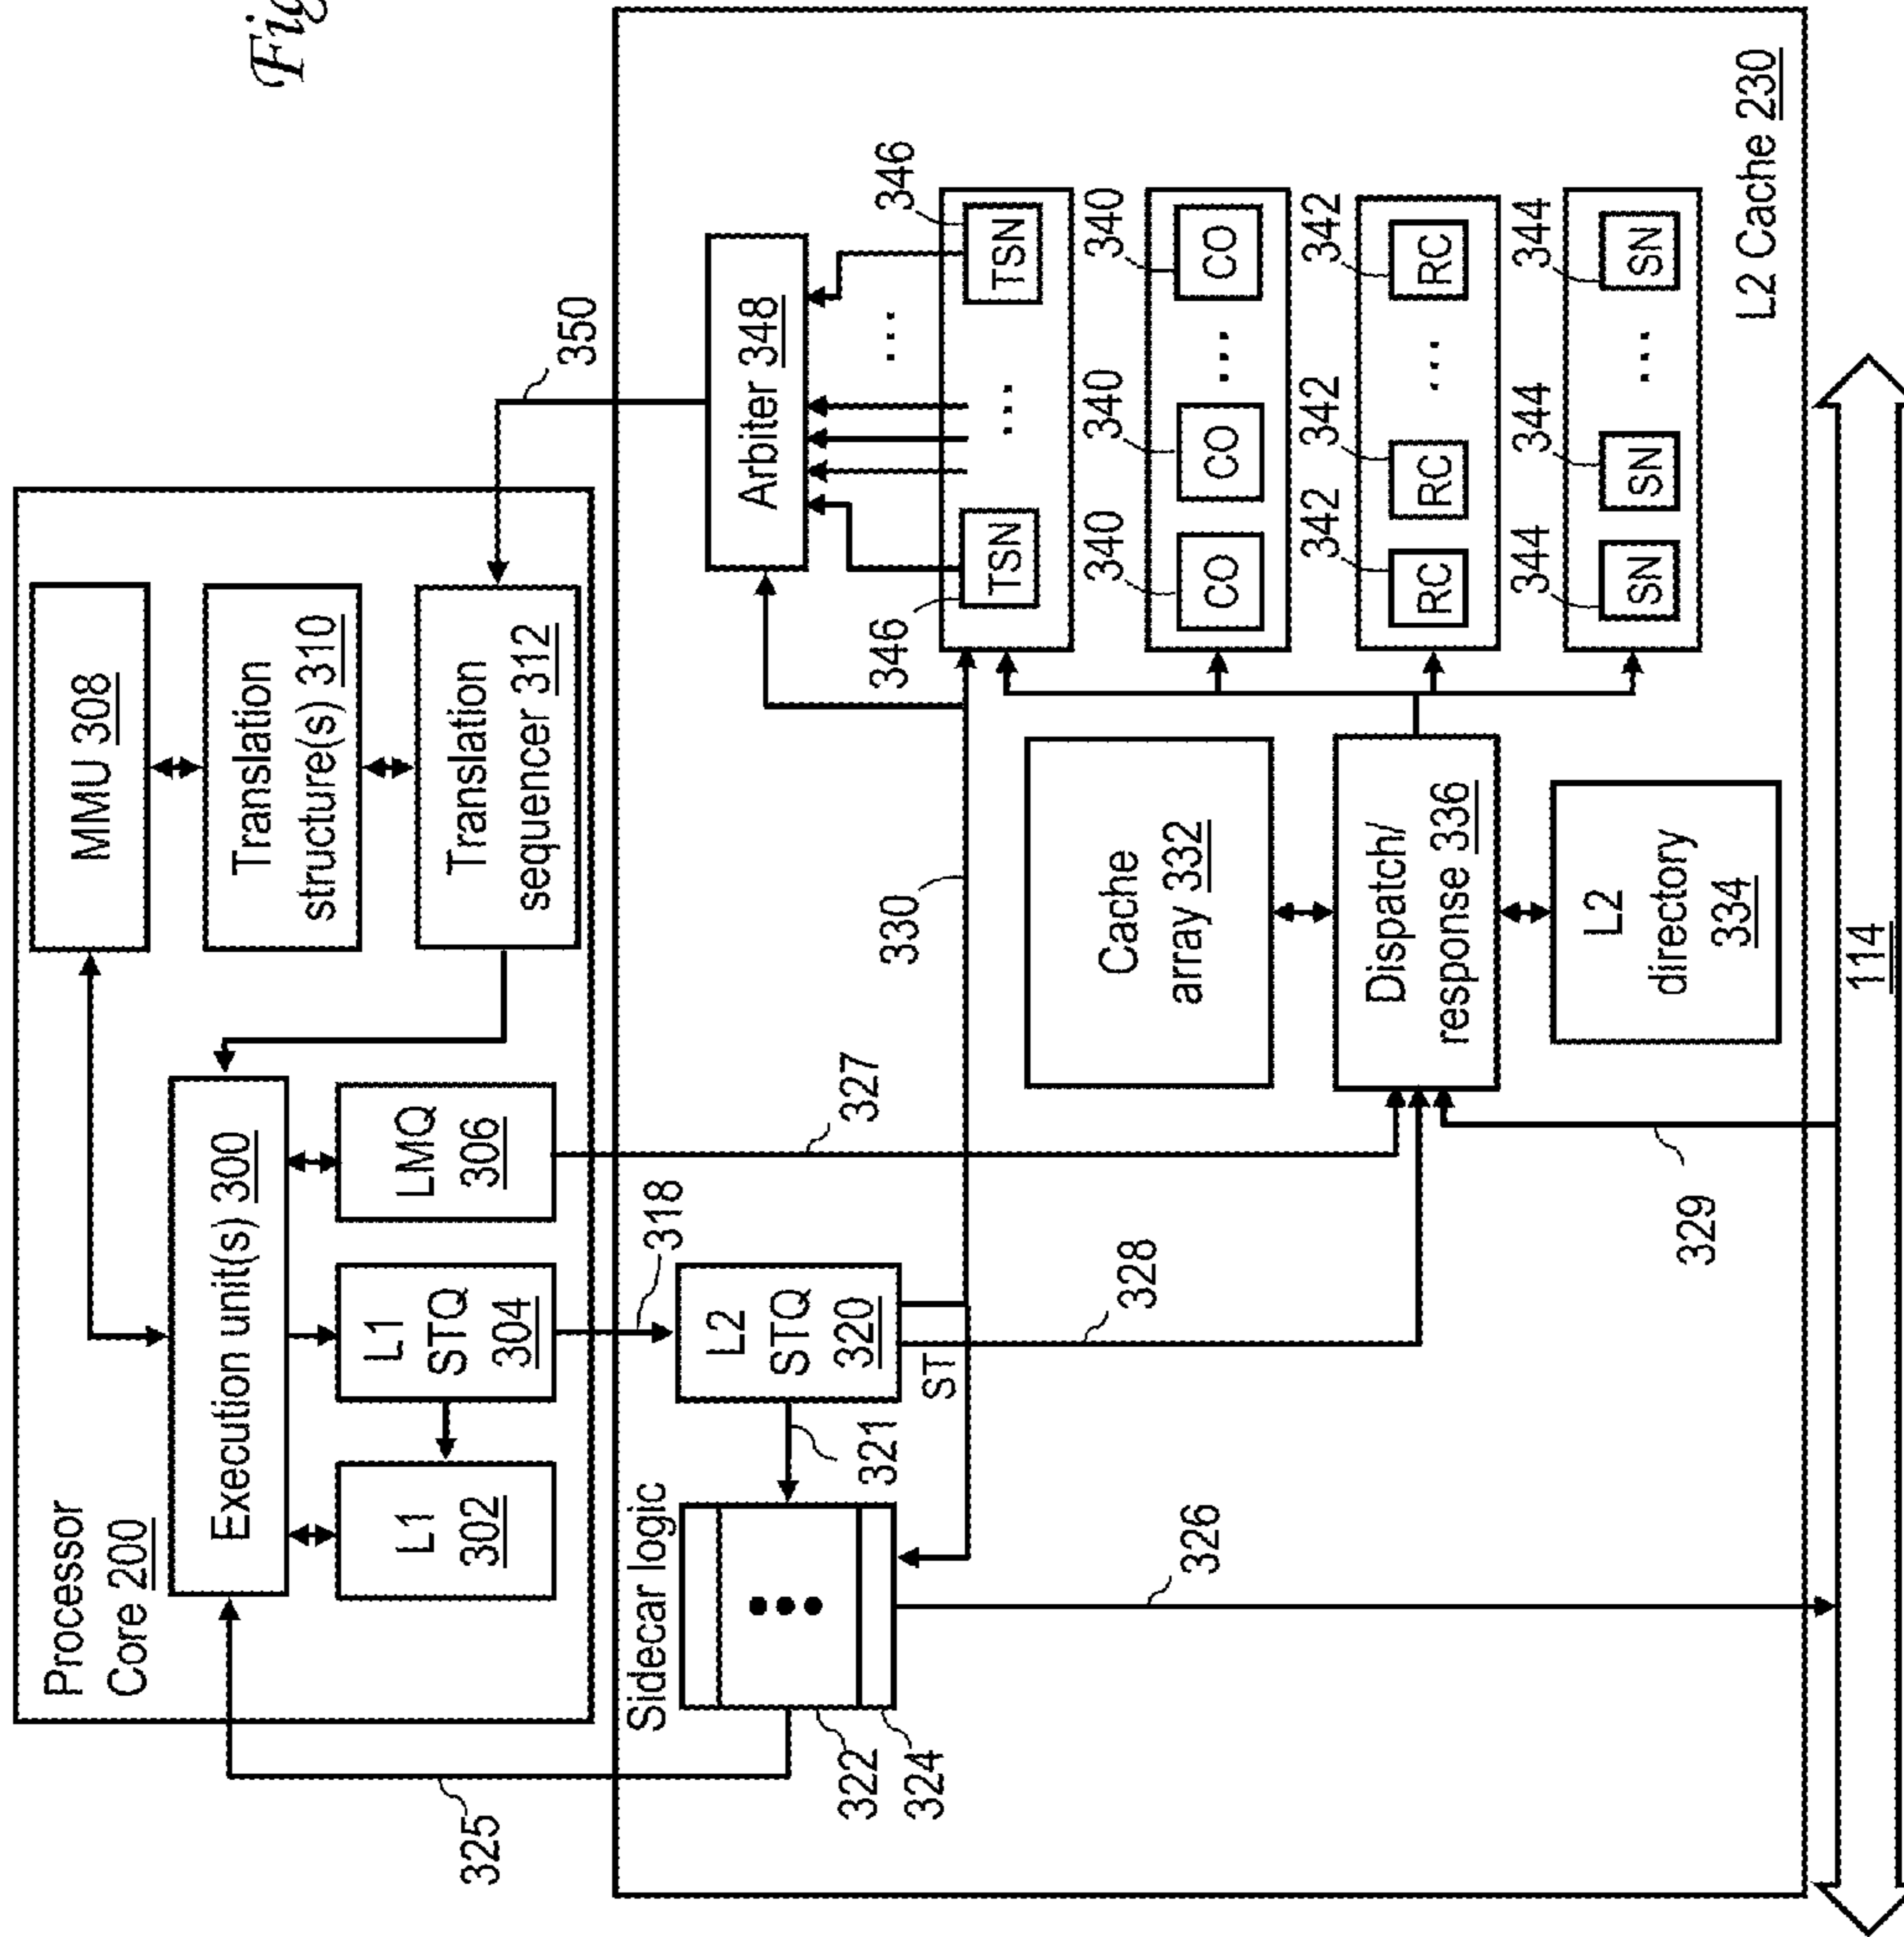 Fig
Processor
Core 200
Execution unit(s) 300
MMU 308
Translation
structure(s) 310
Translation
sequencer 312
L1
302
L1
STQ
304
LMQ
306
325
318
327
350
Sidecar logic
322
324
321
L2
STQ
320
ST
328
326
330
329
Cache
array 332
Dispatch/
response 336
L2
directory
334
Arbiter 348
...
346
346
TSN
...
TSN
340
340
340
CO
CO
...
CO
342
342
342
RC
RC
...
RC
344
344
344
SN
SN
...
SN
L2 Cache 230
114